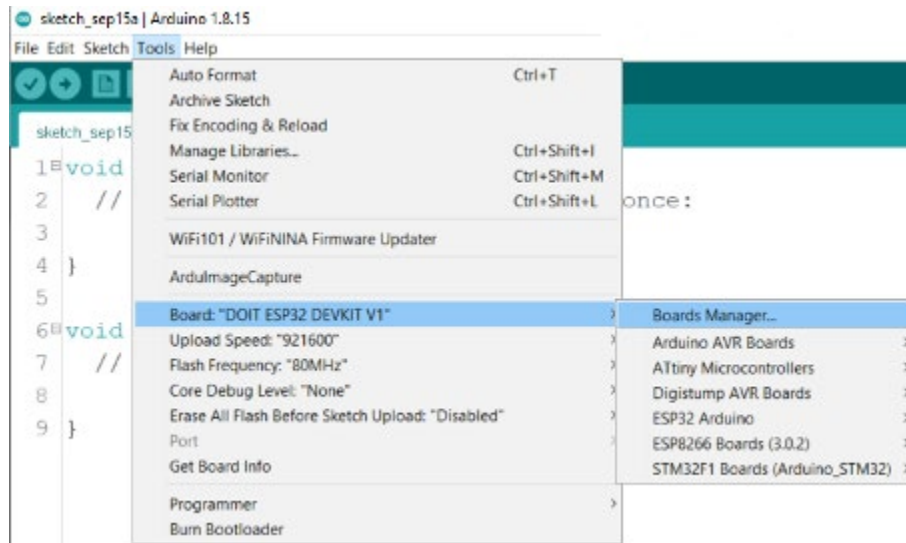 sketch_sep15a | Arduino 1.8.15
File Edit Sketch Tools Help
Auto Format Ctrl+T
Archive Sketch
Fix Encoding & Reload
Manage Libraries... Ctrl+Shift+I
Serial Monitor Ctrl+Shift+M
Serial Plotter Ctrl+Shift+L
WiFi101 / WiFiNINA Firmware Updater
ArduImageCapture
Board: "DOIT ESP32 DEVKIT V1"
Upload Speed: "921600"
Flash Frequency: "80MHz"
Core Debug Level: "None"
Erase All Flash Before Sketch Upload: "Disabled"
Port
Get Board Info
Programmer
Burn Bootloader
Boards Manager...
Arduino AVR Boards
ATtiny Microcontrollers
Digistump AVR Boards
ESP32 Arduino
ESP8266 Boards (3.0.2)
STM32F1 Boards (Arduino_STM32)
sketch_sep15
1 void
2 // once:
3
4 }
5
6 void
7 //
8
9 }